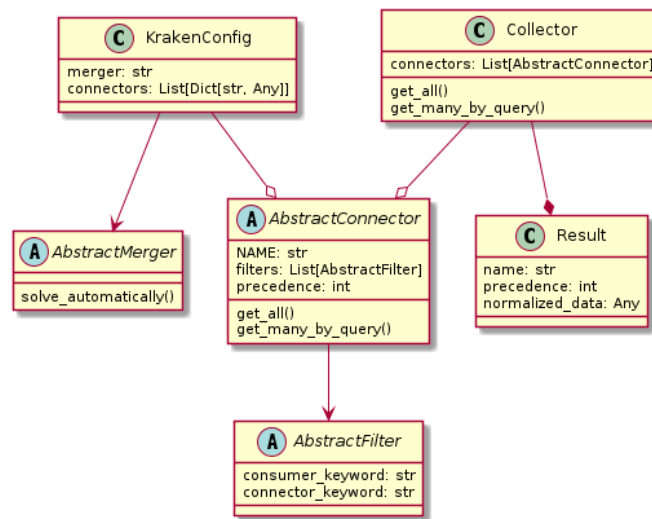 C KrakenConfig
merger: str
connectors: List[Dict[str, Any]]
C Collector
connectors: List[AbstractConnector]
get_all()
get_many_by_query()
A AbstractMerger
solve_automatically()
A AbstractConnector
NAME: str
filters: List[AbstractFilter]
precedence: int
get_all()
get_many_by_query()
C Result
name: str
precedence: int
normalized_data: Any
A AbstractFilter
consumer_keyword: str
connector_keyword: str